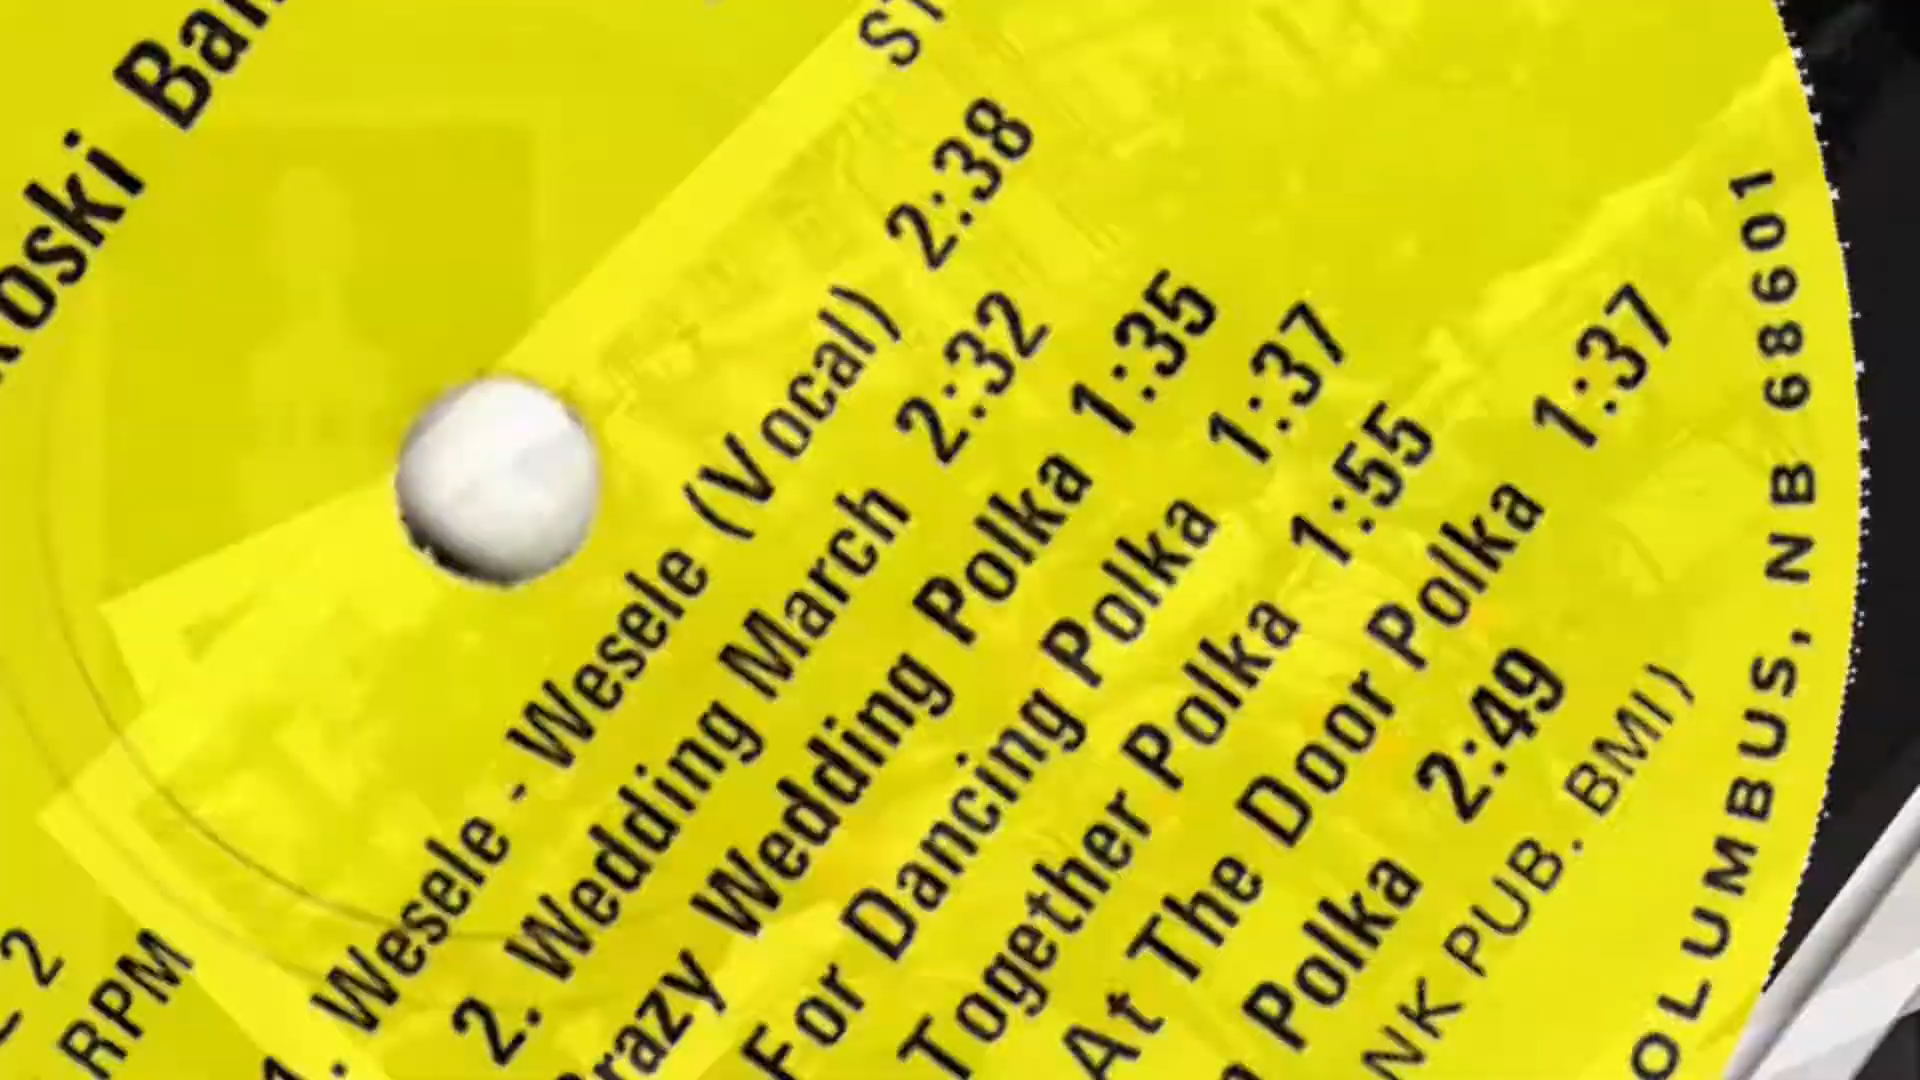 oski Ban
ST
2
RPM
1. Wesele - Wesele (Vocal) 2:38
2. Wedding March 2:32
razy Wedding Polka 1:35
For Dancing Polka 1:37
Together Polka 1:55
At The Door Polka 1:37
Polka 2:49
NK PUB. BMI)
OLUMBUS, NB 68601